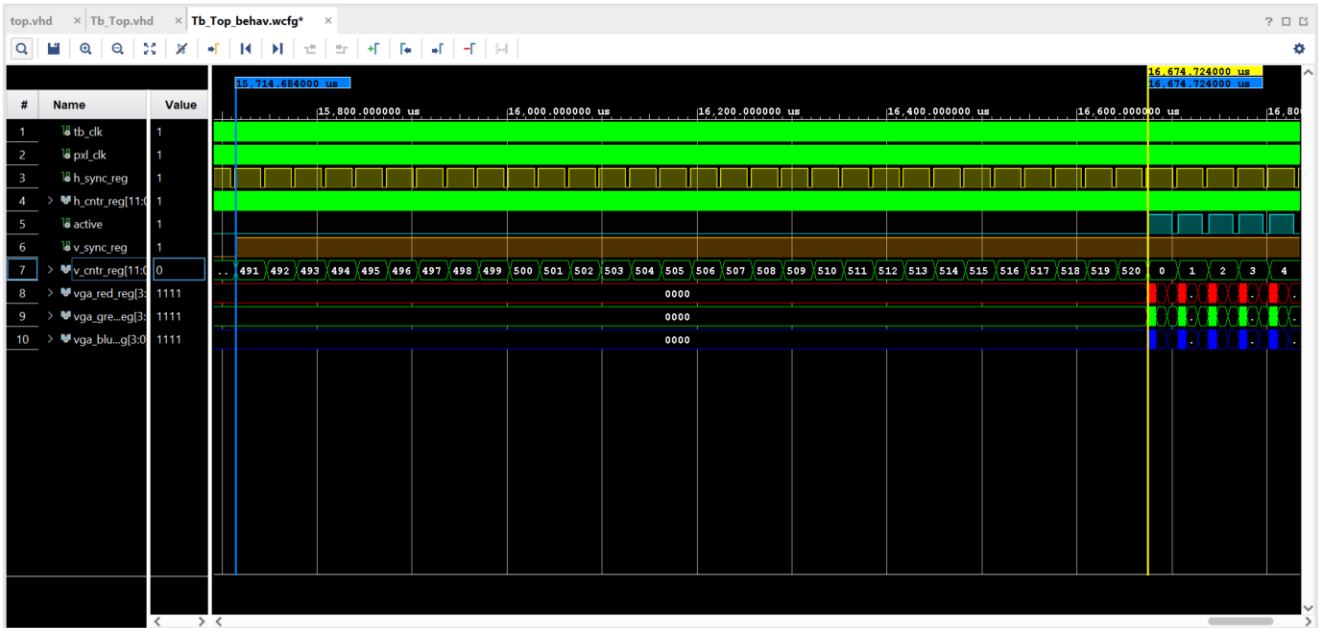 top.vhd × Tb_Top.vhd × Tb_Top_behav.wcfg* ×
16,674.724000 us
15,714.684000 us 16,674.724000 us
# Name Value
15,800.000000 us 16,000.000000 us 16,200.000000 us 16,400.000000 us 16,600.000000 us 16,80
1 tb_clk 1
2 pxl_clk 1
3 h_sync_reg 1
4 h_cntr_reg[11:0 1
5 active 1
6 v_sync_reg 1
7 v_cntr_reg[11:0 0 .. 491 492 493 494 495 496 497 498 499 500 501 502 503 504 505 506 507 508 509 510 511 512 513 514 515 516 517 518 519 520 0 1 2 3 4
8 vga_red_reg[3: 1111 0000
9 vga_gre...eg[3: 1111 0000
10 vga_blu...g[3:0 1111 0000